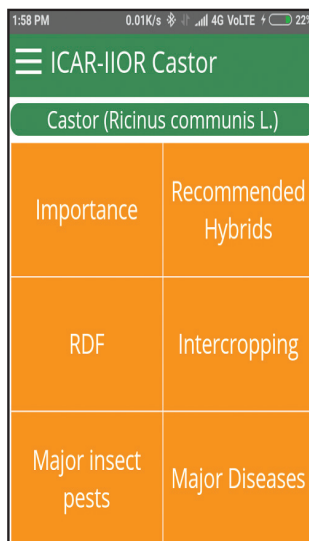 1:58 PM 0.01K/s 4G VoLTE 22%
ICAR-IIOR Castor
Castor (Ricinus communis L.)
Importance
Recommended
Hybrids
RDF
Intercropping
Major insect
pests
Major Diseases